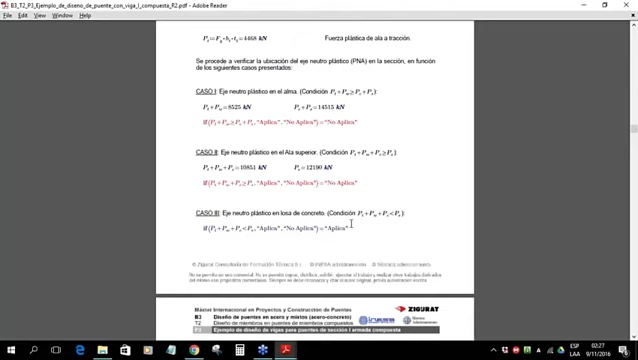 B3_T2_P3_Ejemplo_de_diseño_de_puente_con_viga_I_compuesta_R2.pdf - Adobe Reader
File Edit View Window Help
Pt := Fy · bt · tt = 4468 kN Fuerza plástica de ala a tracción
Se procede a verificar la ubicación del eje neutro plástico (PNA) en la sección, en función
de los siguientes casos presentados:
CASO I: Eje neutro plástico en el alma. (Condición Pt + Pw ≥ Pc + Ps):
Pt + Pw = 8525 kN Pc + Ps = 14515 kN
if (Pt + Pw ≥ Pc + Ps, "Aplica", "No Aplica") = "No Aplica"
CASO II: Eje neutro plástico en el Ala superior. (Condición Pt + Pw + Pc ≥ Ps):
Pt + Pw + Pc = 10851 kN Ps = 12190 kN
if (Pt + Pw + Pc ≥ Ps, "Aplica", "No Aplica") = "No Aplica"
CASO III: Eje neutro plástico en losa de concreto. (Condición Pt + Pw + Pc < Ps):
if (Pt + Pw + Pc < Ps, "Aplica", "No Aplica") = "Aplica"
Máster Internacional en Proyectos y Construcción de Puentes
B3 Diseño de puentes en acero y mixtos (acero-concreto)
T2 Diseño de miembros en puentes de miembros compuestos
P3 Ejemplo de diseño de vigas para puentes de sección I armada compuesta
ZIGURAT
ESP
LAA
02:27
9/11/2016